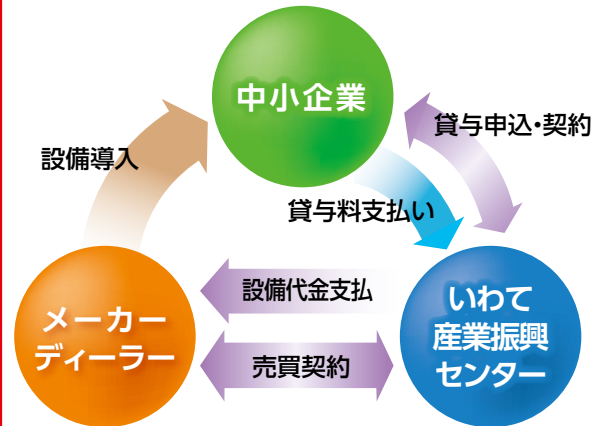 中小企業
貸与申込・契約
設備導入
貸与料支払い
設備代金支払
メーカー
ディーラー
いわて
産業振興
センター
売買契約